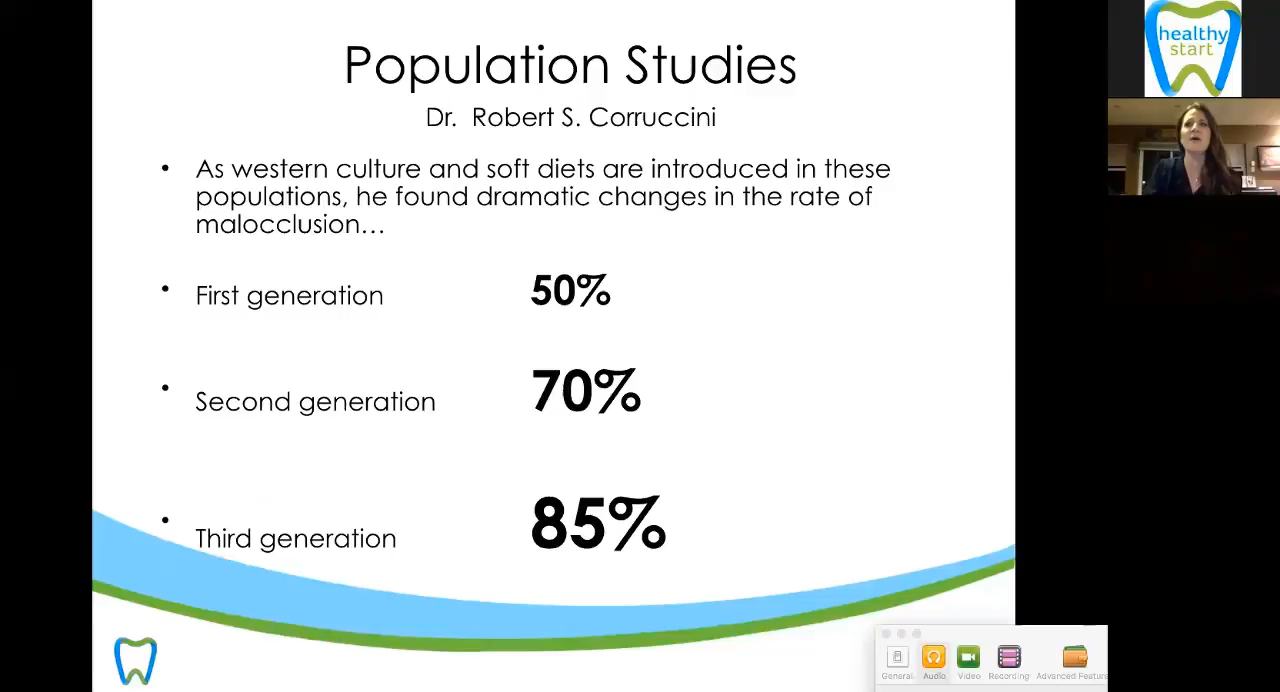 Population Studies
Dr. Robert S. Corruccini
• As western culture and soft diets are introduced in these
populations, he found dramatic changes in the rate of
malocclusion…
• First generation 50%
• Second generation 70%
• Third generation 85%
healthy
start
General Audio Video Recording Advanced Feature